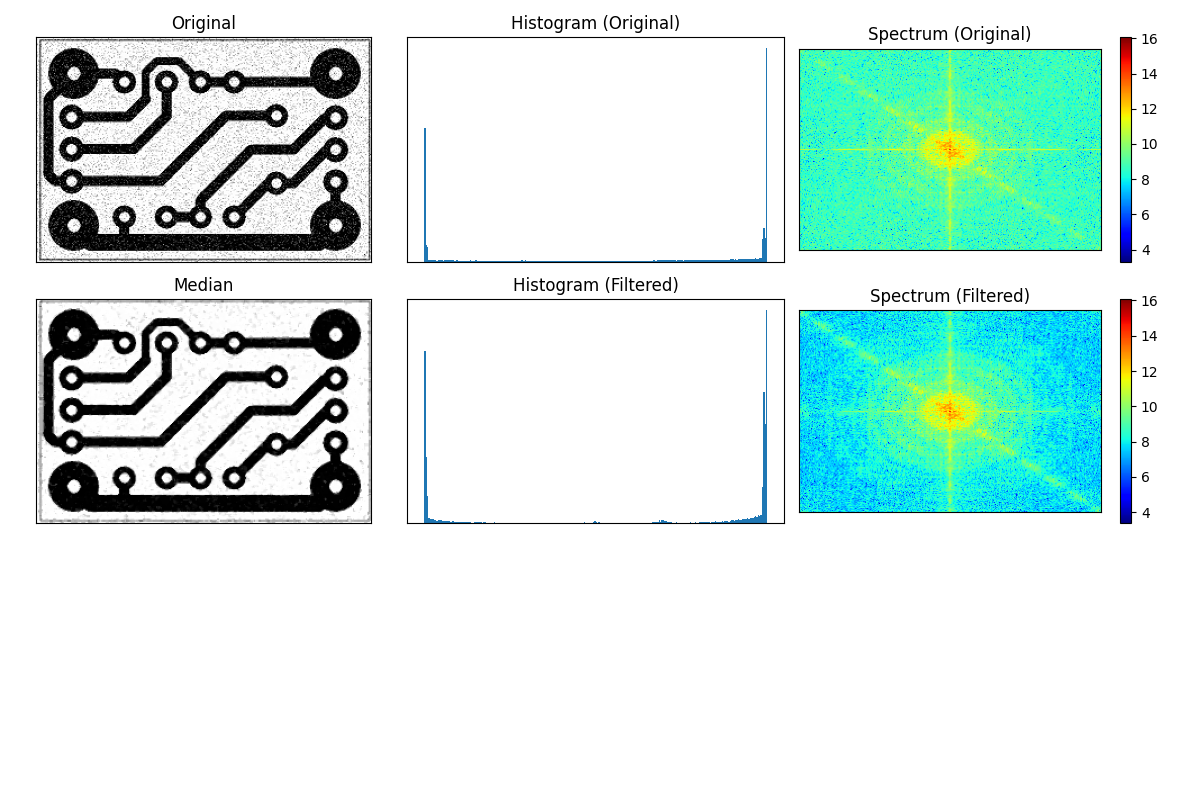 Original
Histogram (Original)
Spectrum (Original)
16
14
12
10
8
6
4
Median
Histogram (Filtered)
Spectrum (Filtered)
16
14
12
10
8
6
4